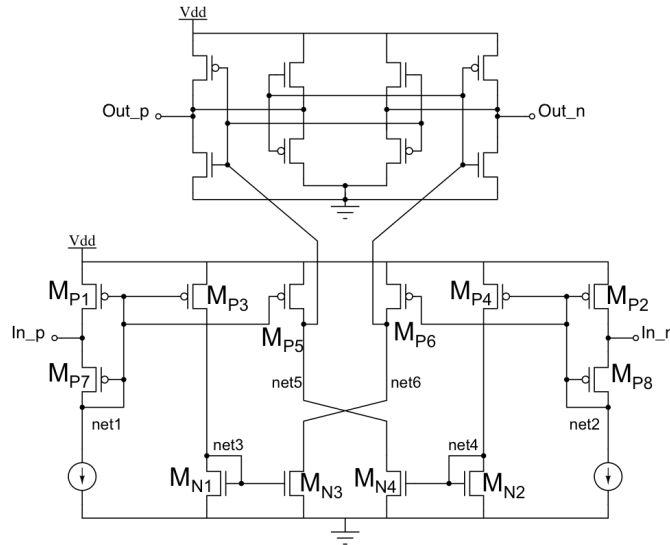 Vdd
Out_p
Out_n
Vdd
MP1
MP3
MP4
MP2
In_p
In_r
MP5
MP6
MP7
MP8
net5
net6
net1
net2
net3
net4
MN1
MN3
MN4
MN2